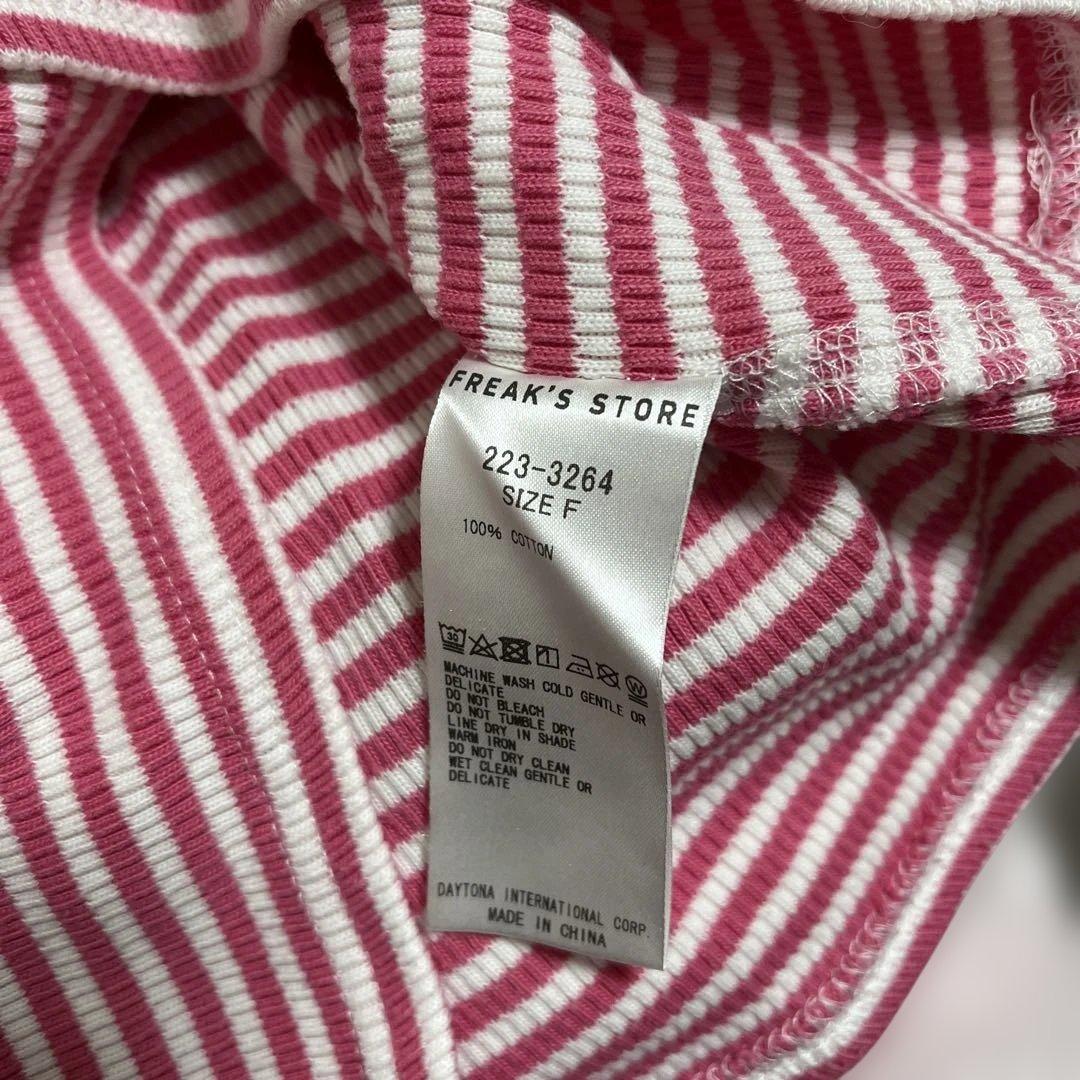 FREAK'S STORE
223-3264
SIZE F
100% COTTON
30
W
MACHINE WASH COLD GENTLE OR
DELICATE
DO NOT BLEACH
DO NOT TUMBLE DRY
LINE DRY IN SHADE
WARM IRON
DO NOT DRY CLEAN
WET CLEAN GENTLE OR
DELICATE
DAYTONA INTERNATIONAL CORP.
MADE IN CHINA